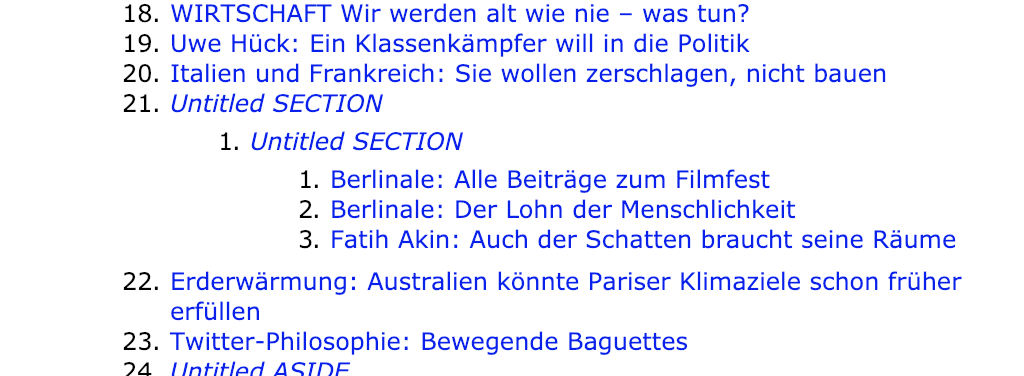 18. WIRTSCHAFT Wir werden alt wie nie – was tun?
19. Uwe Hück: Ein Klassenkämpfer will in die Politik
20. Italien und Frankreich: Sie wollen zerschlagen, nicht bauen
21. Untitled SECTION
1. Untitled SECTION
1. Berlinale: Alle Beiträge zum Filmfest
2. Berlinale: Der Lohn der Menschlichkeit
3. Fatih Akin: Auch der Schatten braucht seine Räume
22. Erderwärmung: Australien könnte Pariser Klimaziele schon früher
erfüllen
23. Twitter-Philosophie: Bewegende Baguettes
24. Untitled ASIDE